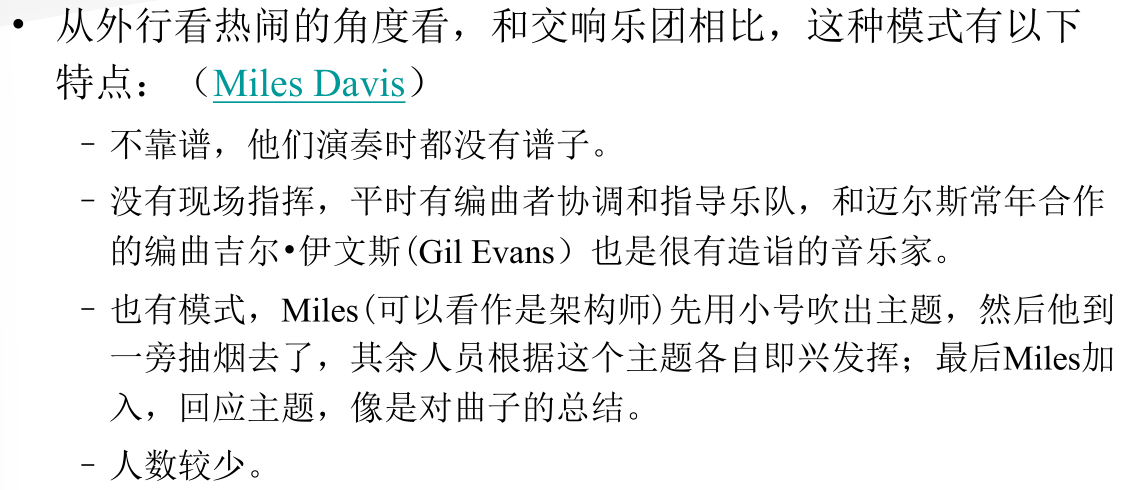 • 从外行看热闹的角度看，和交响乐团相比，这种模式有以下
特点：（Miles Davis）
– 不靠谱，他们演奏时都没有谱子。
– 没有现场指挥，平时有编曲者协调和指导乐队，和迈尔斯常年合作
的编曲吉尔•伊文斯(Gil Evans）也是很有造诣的音乐家。
– 也有模式，Miles(可以看作是架构师)先用小号吹出主题，然后他到
一旁抽烟去了，其余人员根据这个主题各自即兴发挥；最后Miles加
入，回应主题，像是对曲子的总结。
– 人数较少。